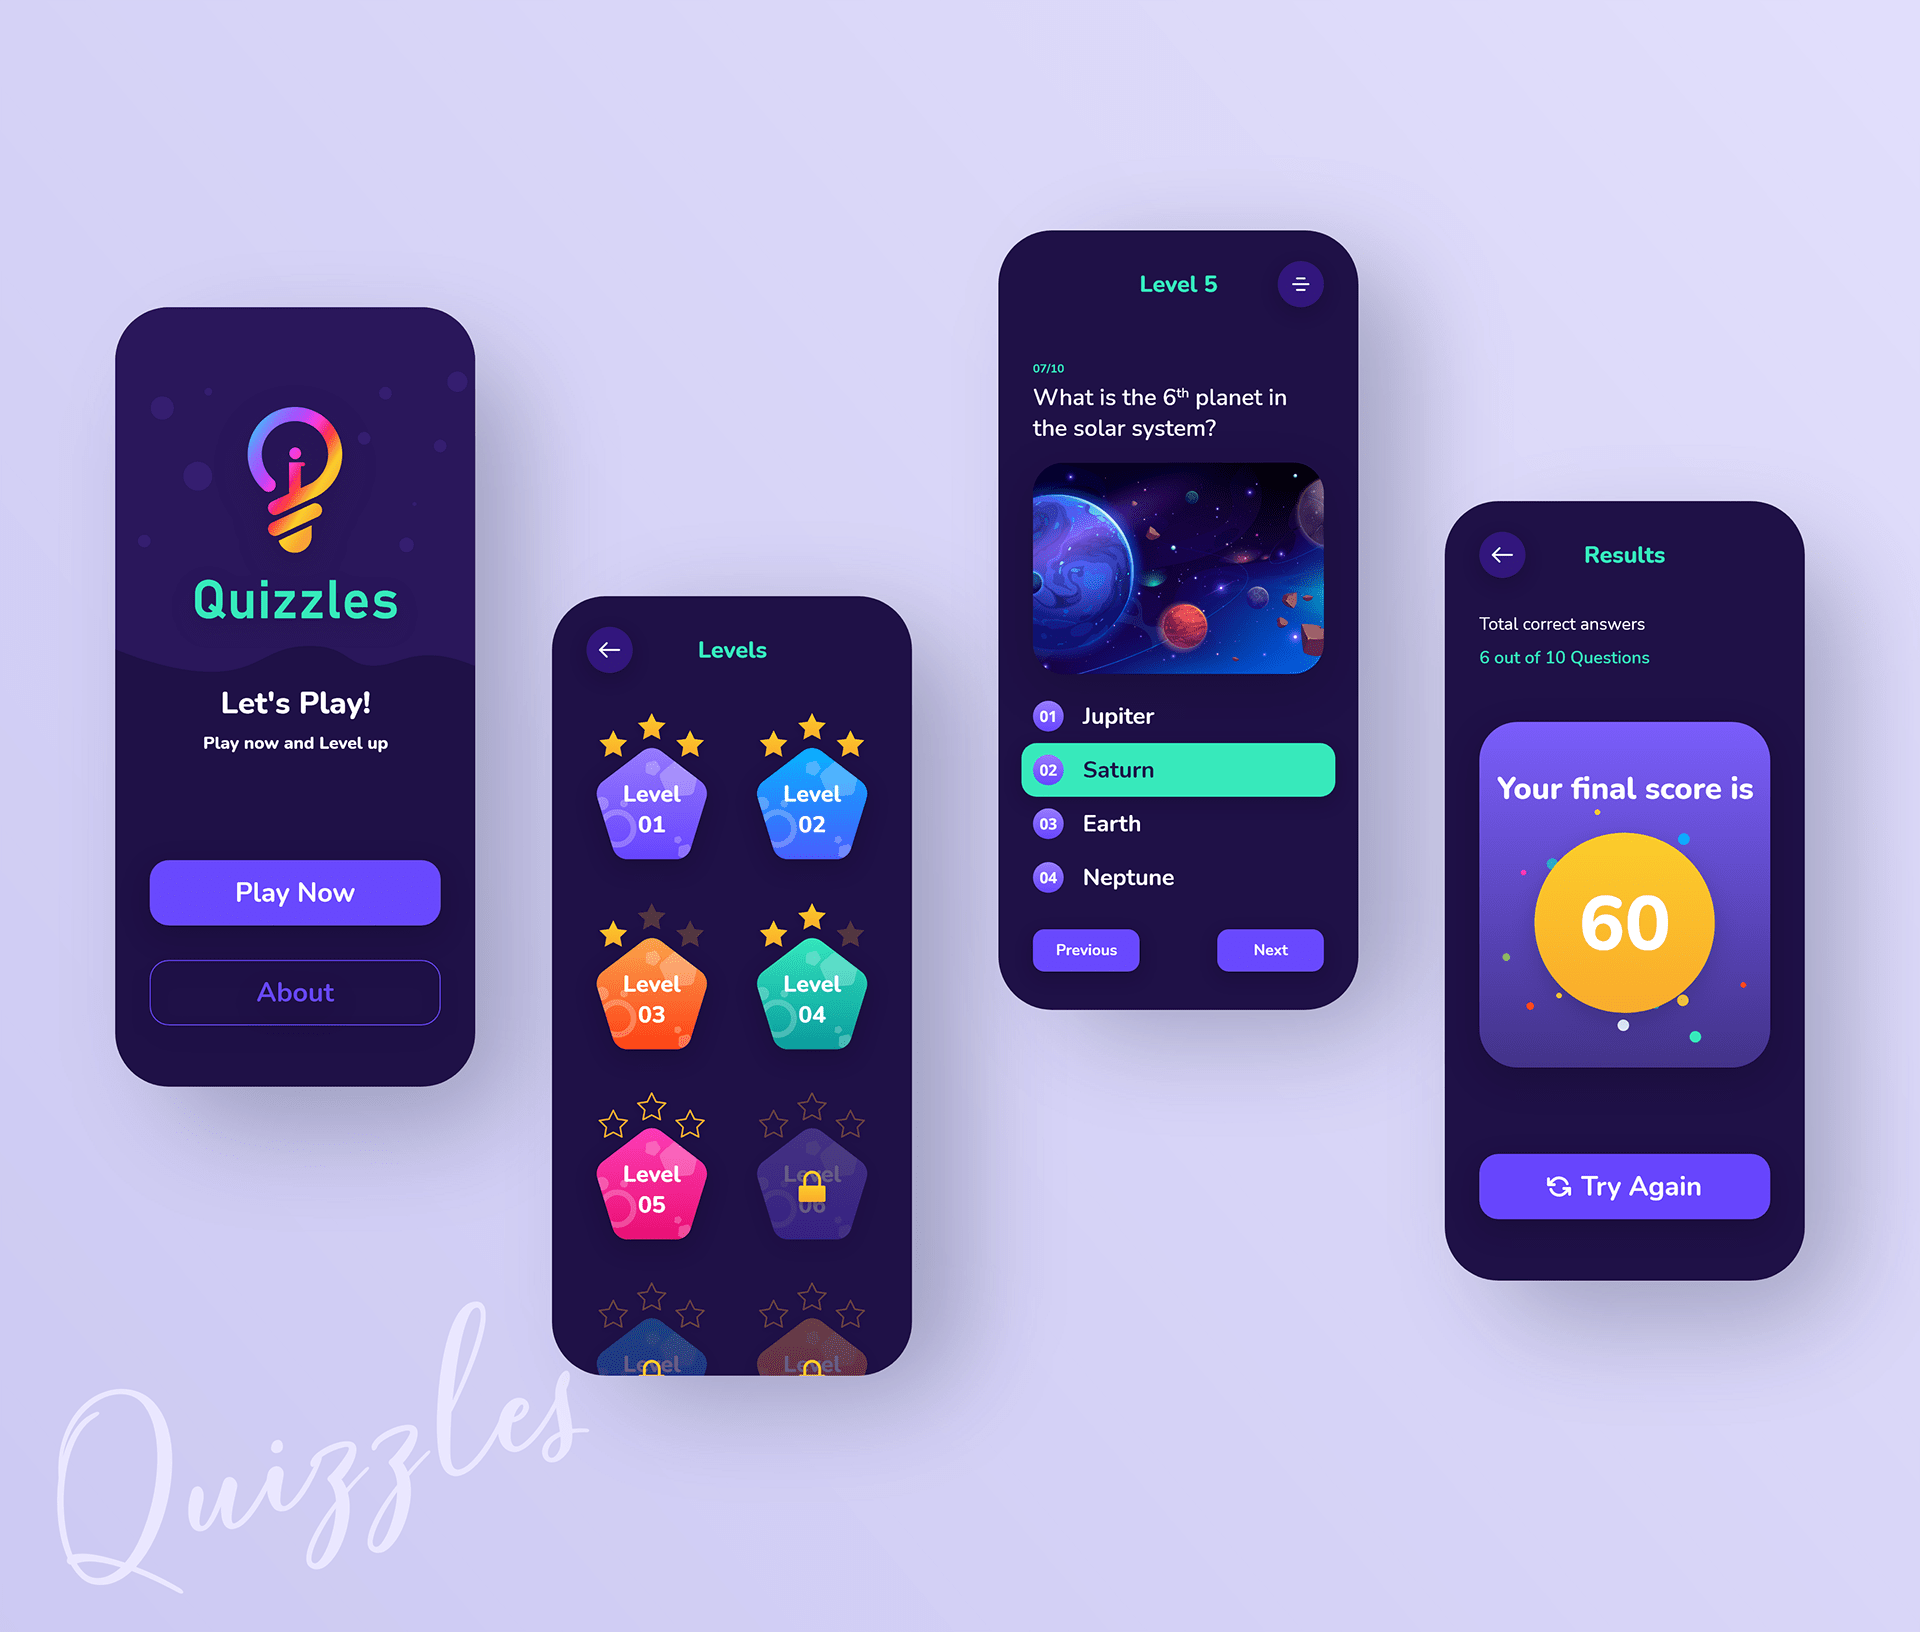 Quizzles
Let's Play!
Play now and Level up
Play Now
About
Levels
Level
01
Level
02
Level
03
Level
04
Level
05
Level
06
Level
Level
Level 5
07/10
What is the 6th planet in
the solar system?
01 Jupiter
02 Saturn
03 Earth
04 Neptune
Previous
Next
Results
Total correct answers
6 out of 10 Questions
Your final score is
60
Try Again
Quizzles